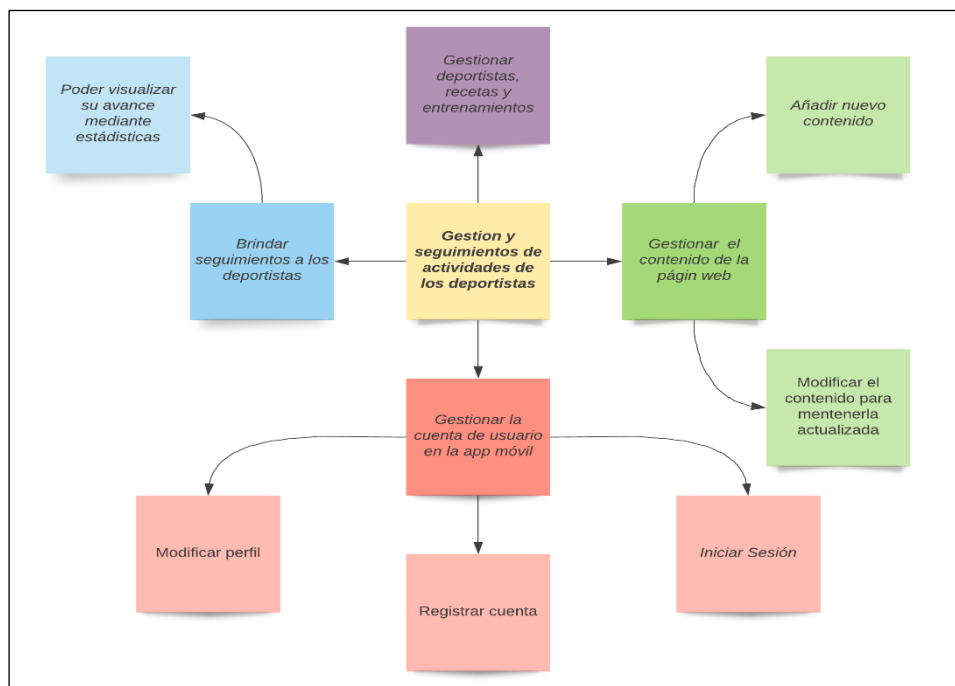 Poder visualizar
su avance
mediante
estádisticas
Gestionar
deportistas,
recetas y
entrenamientos
Añadir nuevo
contenido
Brindar
seguimientos a los
deportistas
Gestion y
seguimientos de
actividades de
los deportistas
Gestionar el
contenido de la
págin web
Gestionar la
cuenta de usuario
en la app móvil
Modificar el
contenido para
mentenerla
actualizada
Modificar perfil
Registrar cuenta
Iniciar Sesión